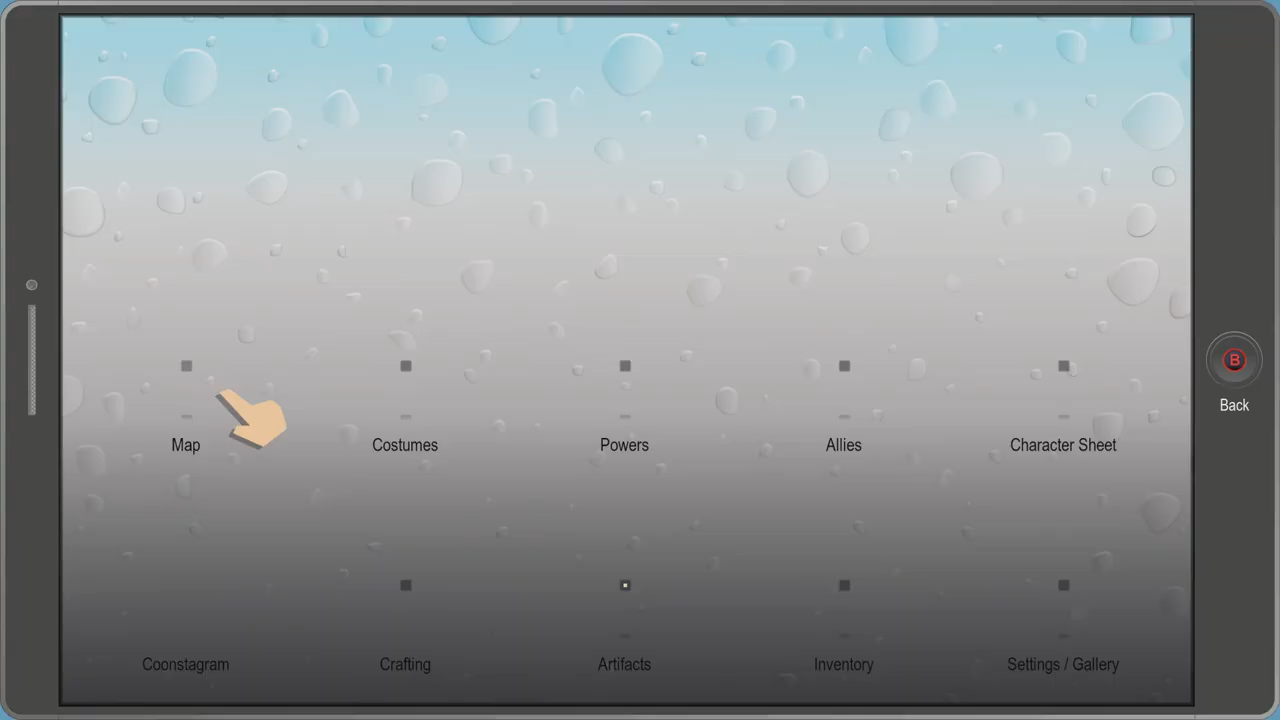 B
Back
Map
Costumes
Powers
Allies
Character Sheet
Coonstagram
Crafting
Artifacts
Inventory
Settings / Gallery